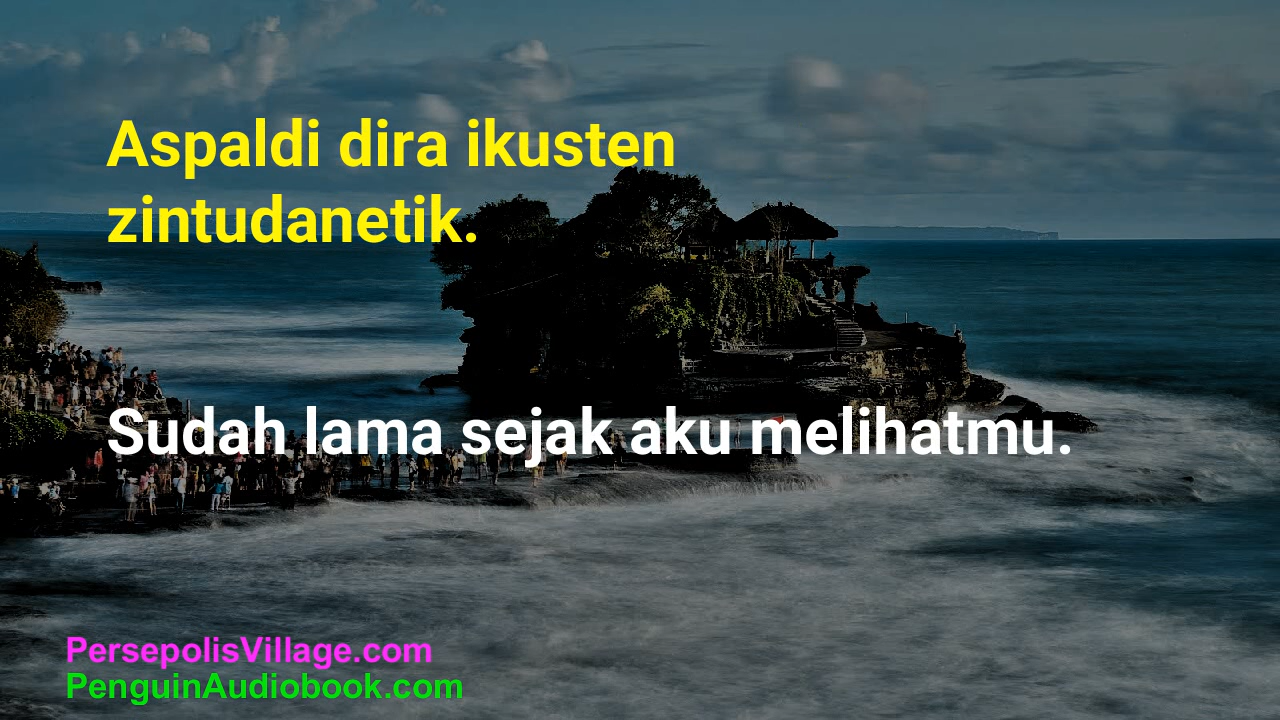 Aspaldi dira ikusten
zintudanetik.
Sudah lama sejak aku melihatmu.
PersepolisVillage.com
PenguinAudiobook.com